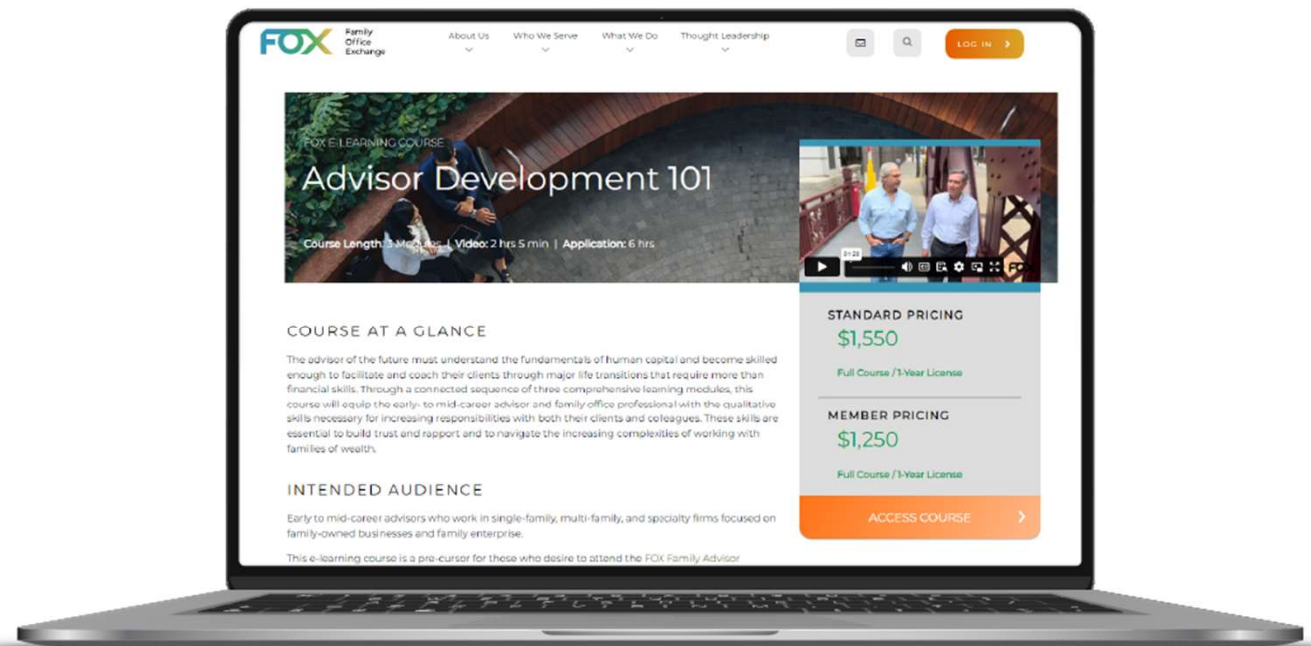 FOX Family
Office
Exchange
About Us Who We Serve What We Do Thought Leadership
LOG IN
FOX E-LEARNING COURSE
Advisor Development 101
Course Length: 3 Modules | Video: 2 hrs 5 min | Application: 6 hrs
01:23
FOX
COURSE AT A GLANCE
The advisor of the future must understand the fundamentals of human capital and become skilled
enough to facilitate and coach their clients through major life transitions that require more than
financial skills. Through a connected sequence of three comprehensive learning modules, this
course will equip the early- to mid-career advisor and family office professional with the qualitative
skills necessary for increasing responsibilities with both their clients and colleagues. These skills are
essential to build trust and rapport and to navigate the increasing complexities of working with
families of wealth.
INTENDED AUDIENCE
Early to mid-career advisors who work in single-family, multi-family, and specialty firms focused on
family-owned businesses and family enterprise.
This e-learning course is a pre-cursor for those who desire to attend the FOX Family Advisor
STANDARD PRICING
$1,550
Full Course / 1-Year License
MEMBER PRICING
$1,250
Full Course / 1-Year License
ACCESS COURSE